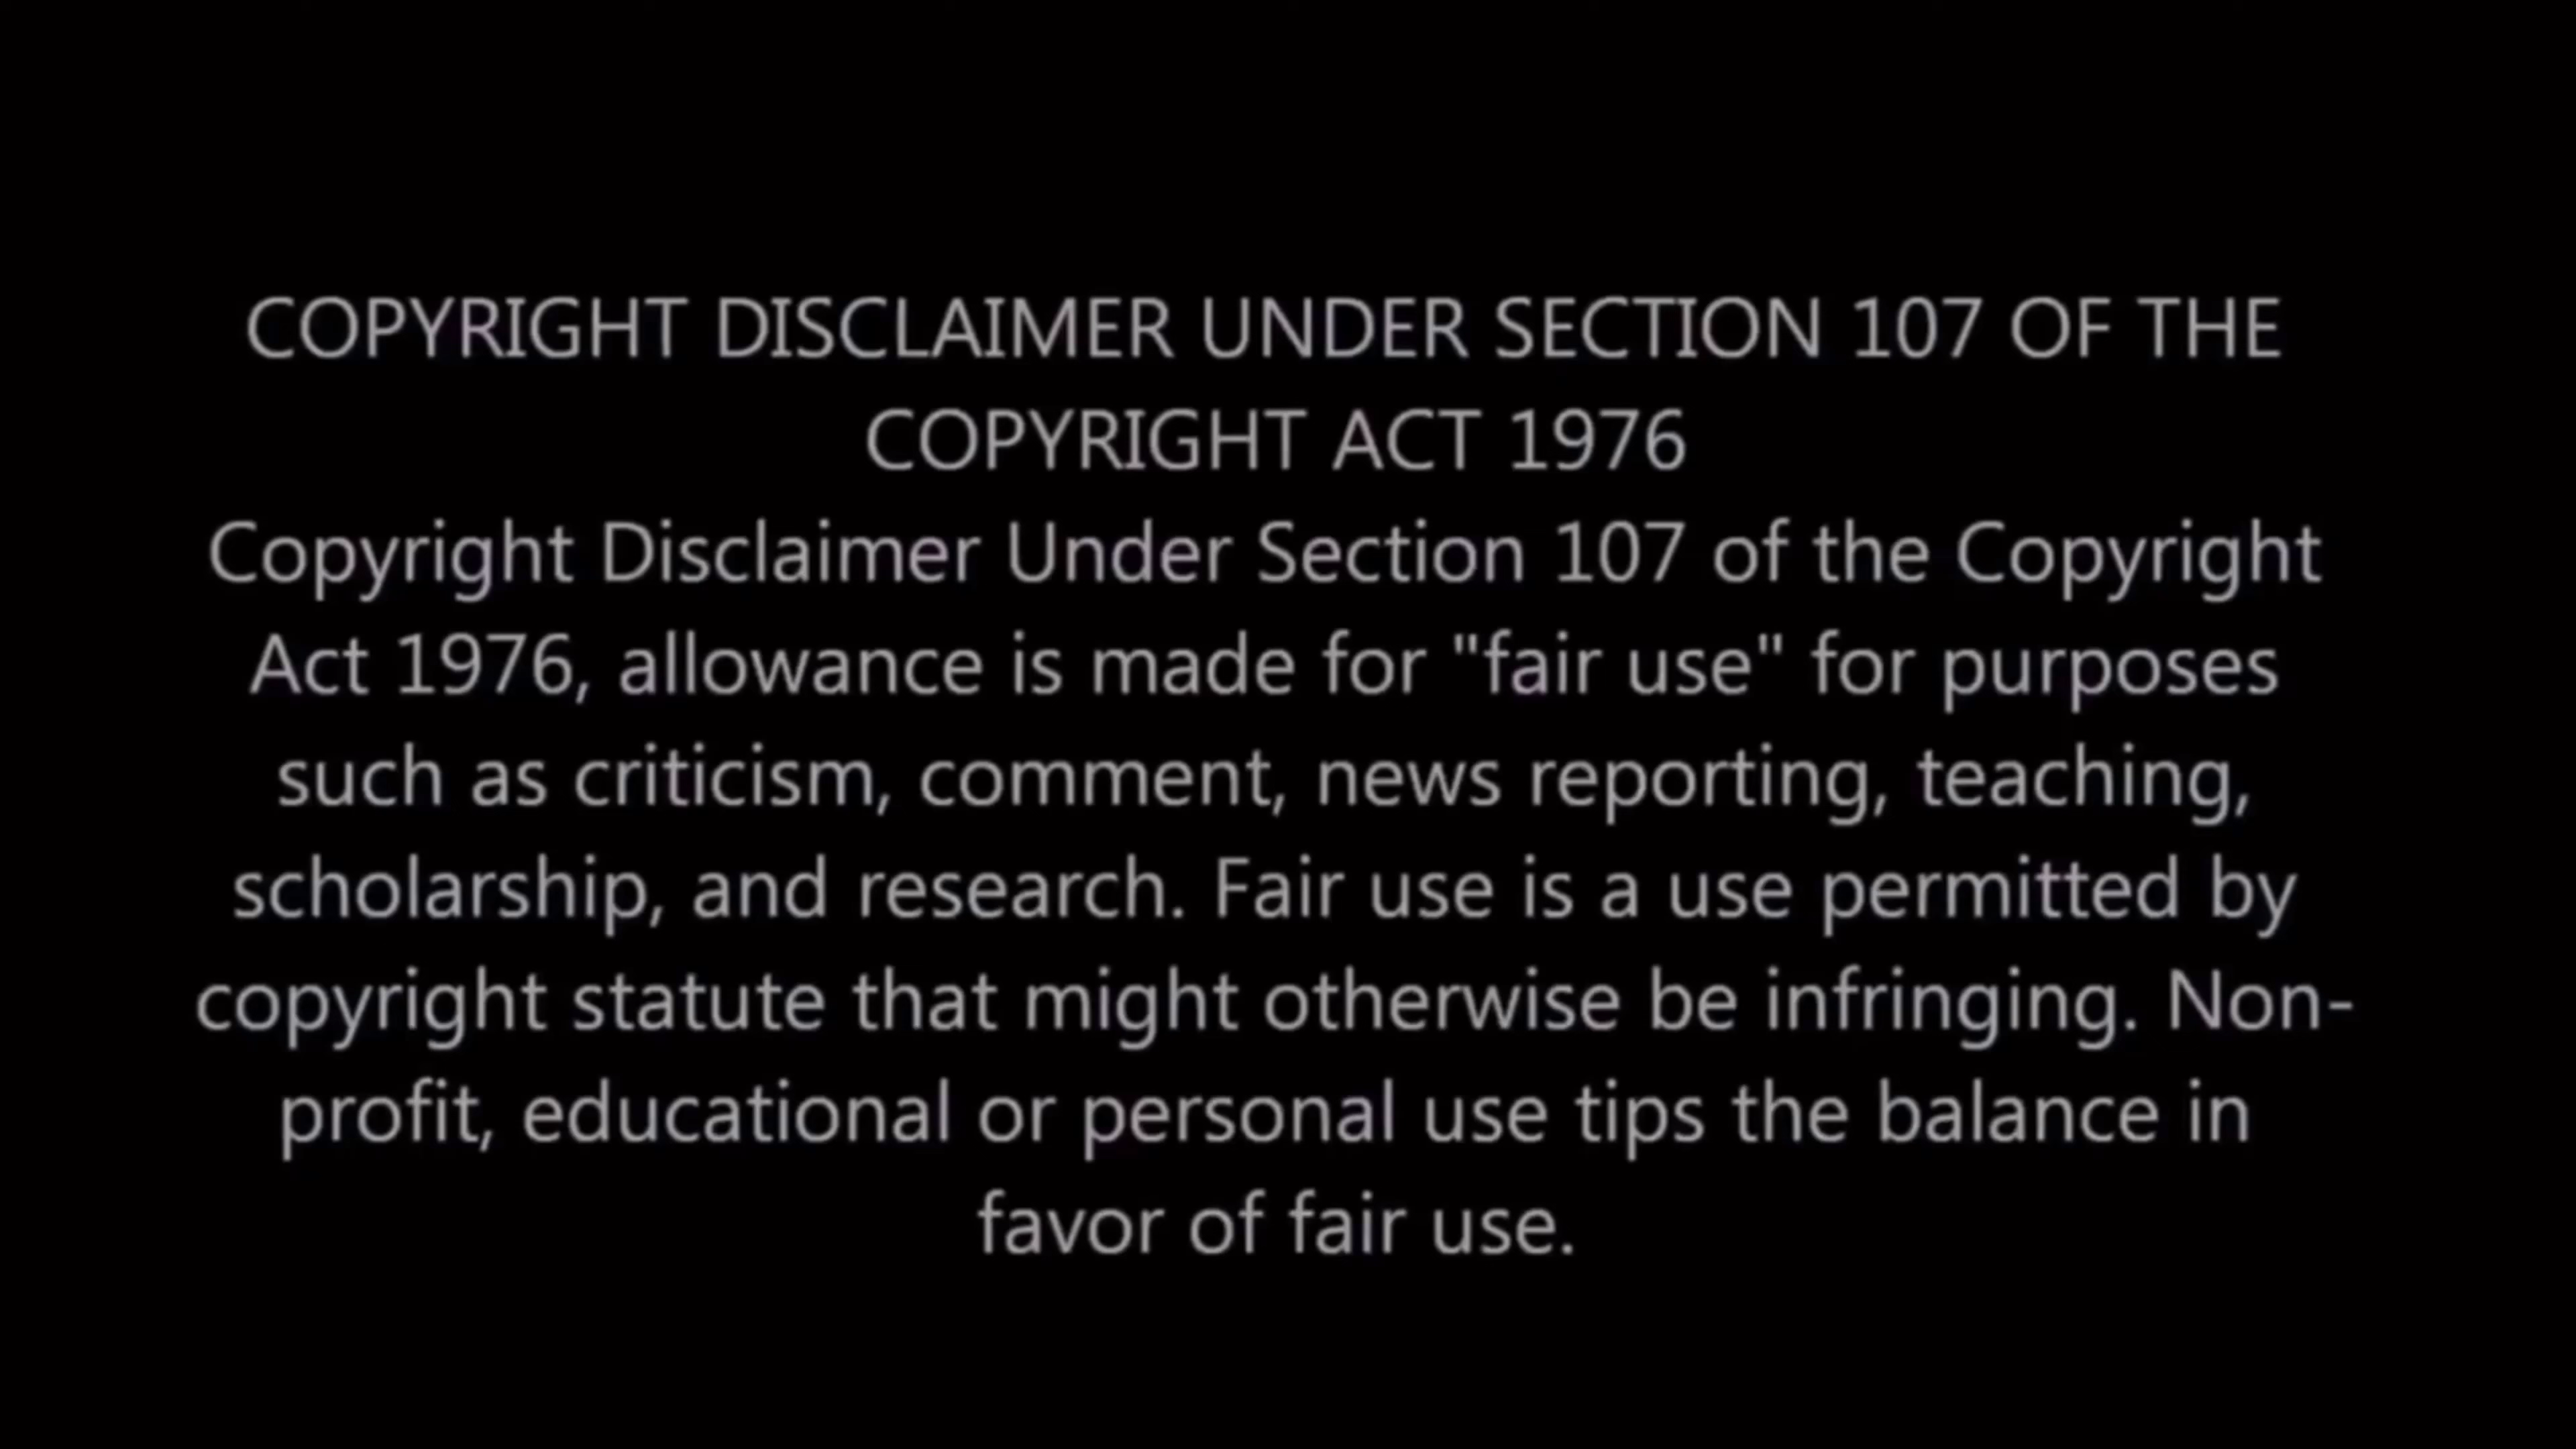 COPYRIGHT DISCLAIMER UNDER SECTION 107 OF THE
COPYRIGHT ACT 1976
Copyright Disclaimer Under Section 107 of the Copyright
Act 1976, allowance is made for "fair use" for purposes
such as criticism, comment, news reporting, teaching,
scholarship, and research. Fair use is a use permitted by
copyright statute that might otherwise be infringing. Non-
profit, educational or personal use tips the balance in
favor of fair use.